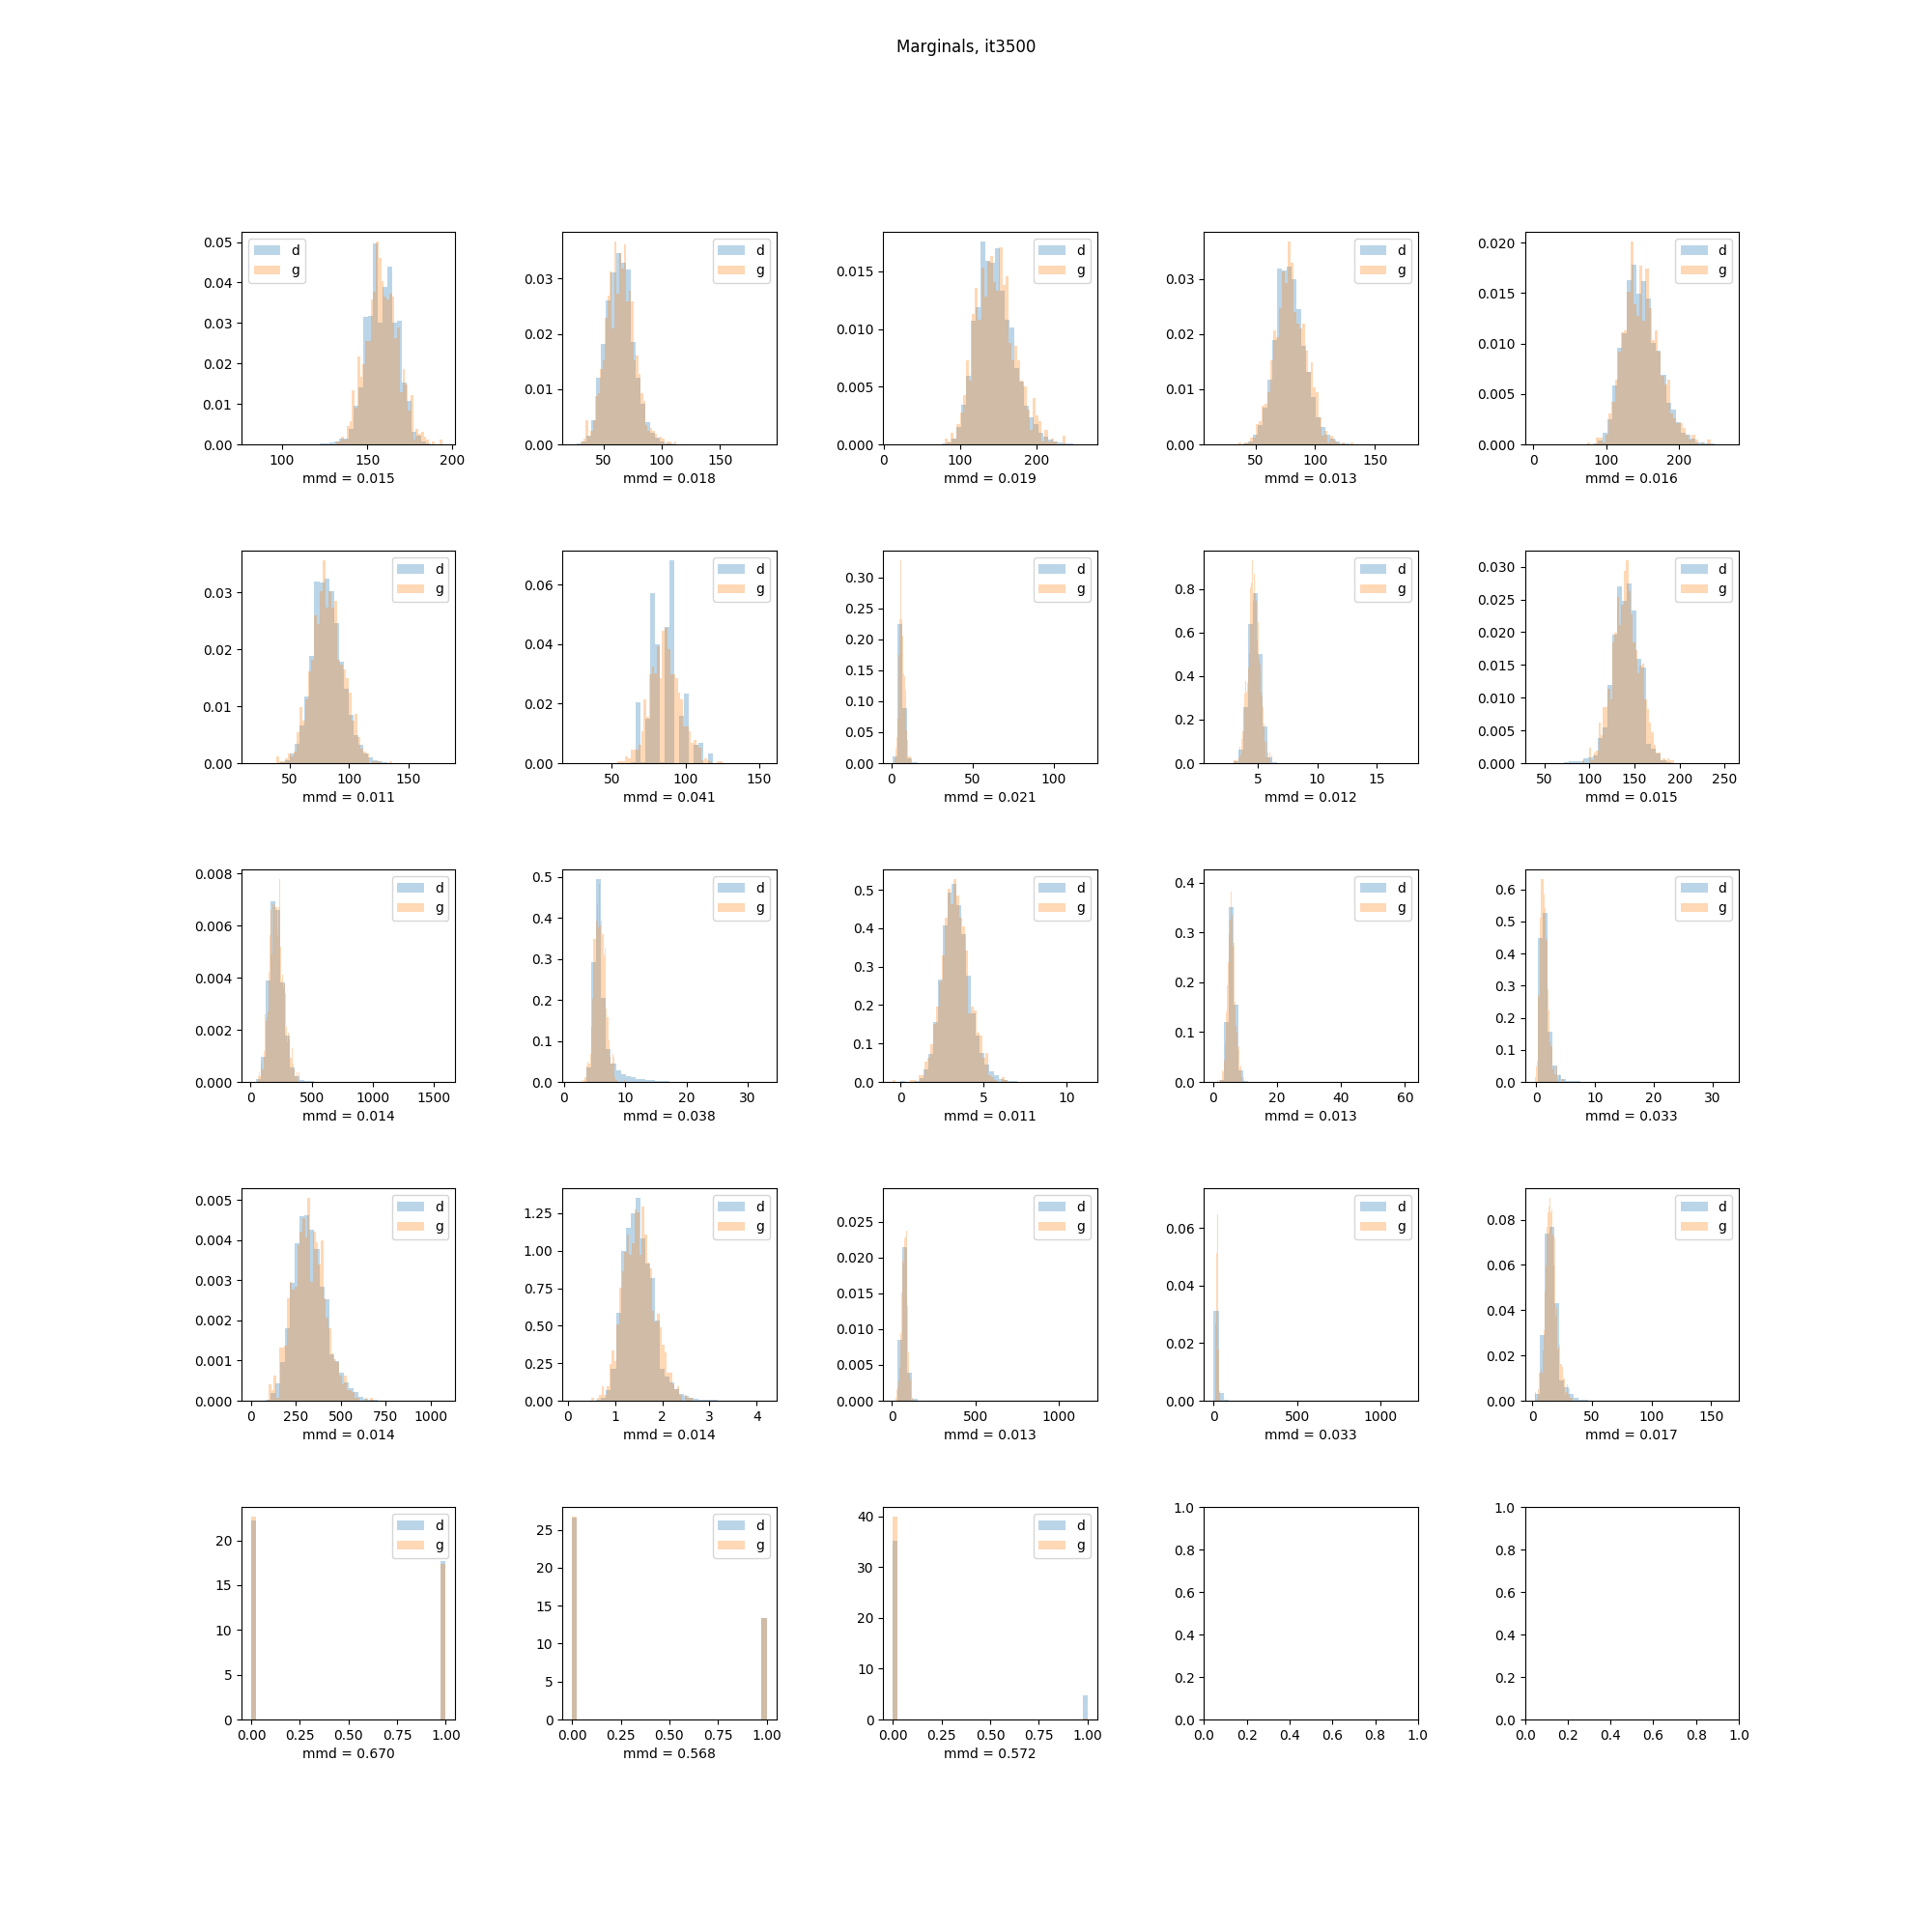 Marginals, it3500
0.05 0.04 0.03 0.02 0.01 0.00 d g 100 150 200 mmd = 0.015
0.03 0.02 0.01 0.00 d g 50 100 150 mmd = 0.018
0.015 0.010 0.005 0.000 d g 0 100 200 mmd = 0.019
0.03 0.02 0.01 0.00 d g 50 100 150 mmd = 0.013
0.020 0.015 0.010 0.005 0.000 d g 0 100 200 mmd = 0.016
0.03 0.02 0.01 0.00 d g 50 100 150 mmd = 0.011
0.06 0.04 0.02 0.00 d g 50 100 150 mmd = 0.041
0.30 0.25 0.20 0.15 0.10 0.05 0.00 d g 0 50 100 mmd = 0.021
0.8 0.6 0.4 0.2 0.0 d g 5 10 15 mmd = 0.012
0.030 0.025 0.020 0.015 0.010 0.005 0.000 d g 50 100 150 200 250 mmd = 0.015
0.008 0.006 0.004 0.002 0.000 d g 0 500 1000 1500 mmd = 0.014
0.5 0.4 0.3 0.2 0.1 0.0 d g 0 10 20 30 mmd = 0.038
0.5 0.4 0.3 0.2 0.1 0.0 d g 0 5 10 mmd = 0.011
0.4 0.3 0.2 0.1 0.0 d g 0 20 40 60 mmd = 0.013
0.6 0.5 0.4 0.3 0.2 0.1 0.0 d g 0 10 20 30 mmd = 0.033
0.005 0.004 0.003 0.002 0.001 0.000 d g 0 250 500 750 1000 mmd = 0.014
1.25 1.00 0.75 0.50 0.25 0.00 d g 0 1 2 3 4 mmd = 0.014
0.025 0.020 0.015 0.010 0.005 0.000 d g 0 500 1000 mmd = 0.013
0.06 0.04 0.02 0.00 d g 0 500 1000 mmd = 0.033
0.08 0.06 0.04 0.02 0.00 d g 0 50 100 150 mmd = 0.017
20 15 10 5 0 d g 0.00 0.25 0.50 0.75 1.00 mmd = 0.670
25 20 15 10 5 0 d g 0.00 0.25 0.50 0.75 1.00 mmd = 0.568
40 30 20 10 0 d g 0.00 0.25 0.50 0.75 1.00 mmd = 0.572
1.0 0.8 0.6 0.4 0.2 0.0 0.0 0.2 0.4 0.6 0.8 1.0
1.0 0.8 0.6 0.4 0.2 0.0 0.0 0.2 0.4 0.6 0.8 1.0